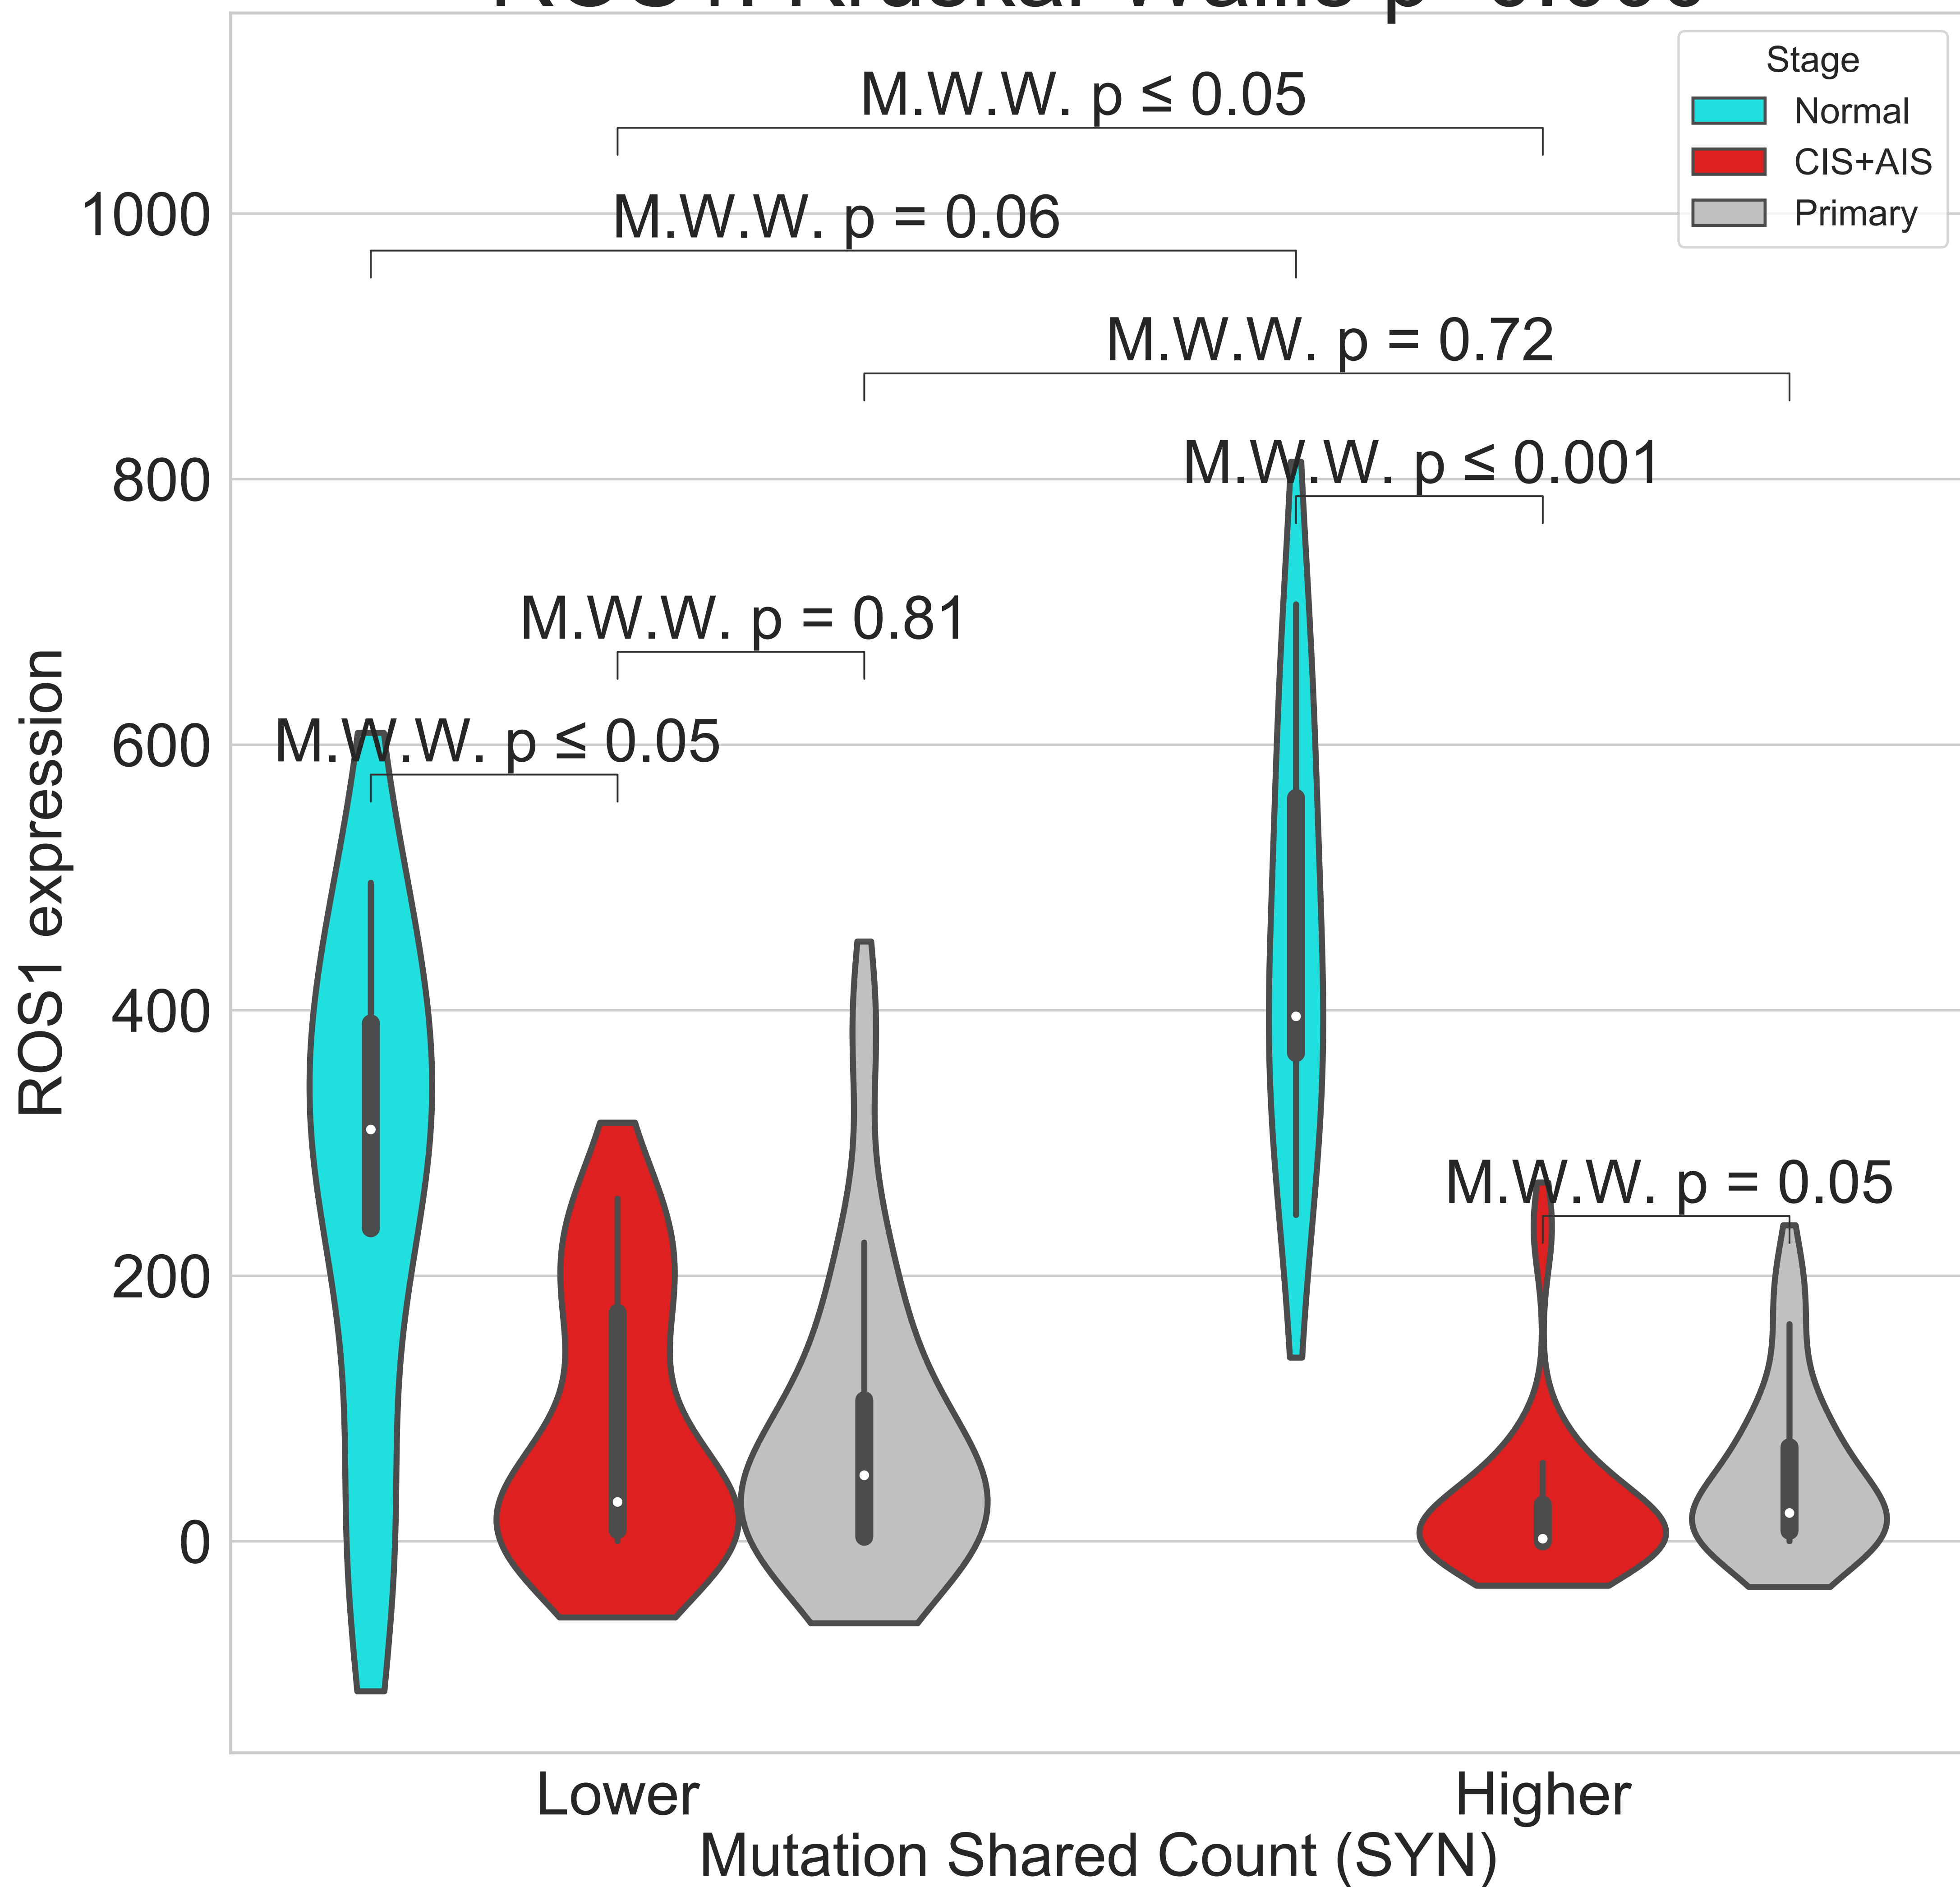 Stage
Normal
CIS+AIS
Primary
M.W.W. p ≤ 0.05
M.W.W. p = 0.06
M.W.W. p = 0.72
M.W.W. p ≤ 0.001
M.W.W. p = 0.81
M.W.W. p ≤ 0.05
M.W.W. p = 0.05
1000
800
600
400
200
0
ROS1 expression
Lower
Higher
Mutation Shared Count (SYN)